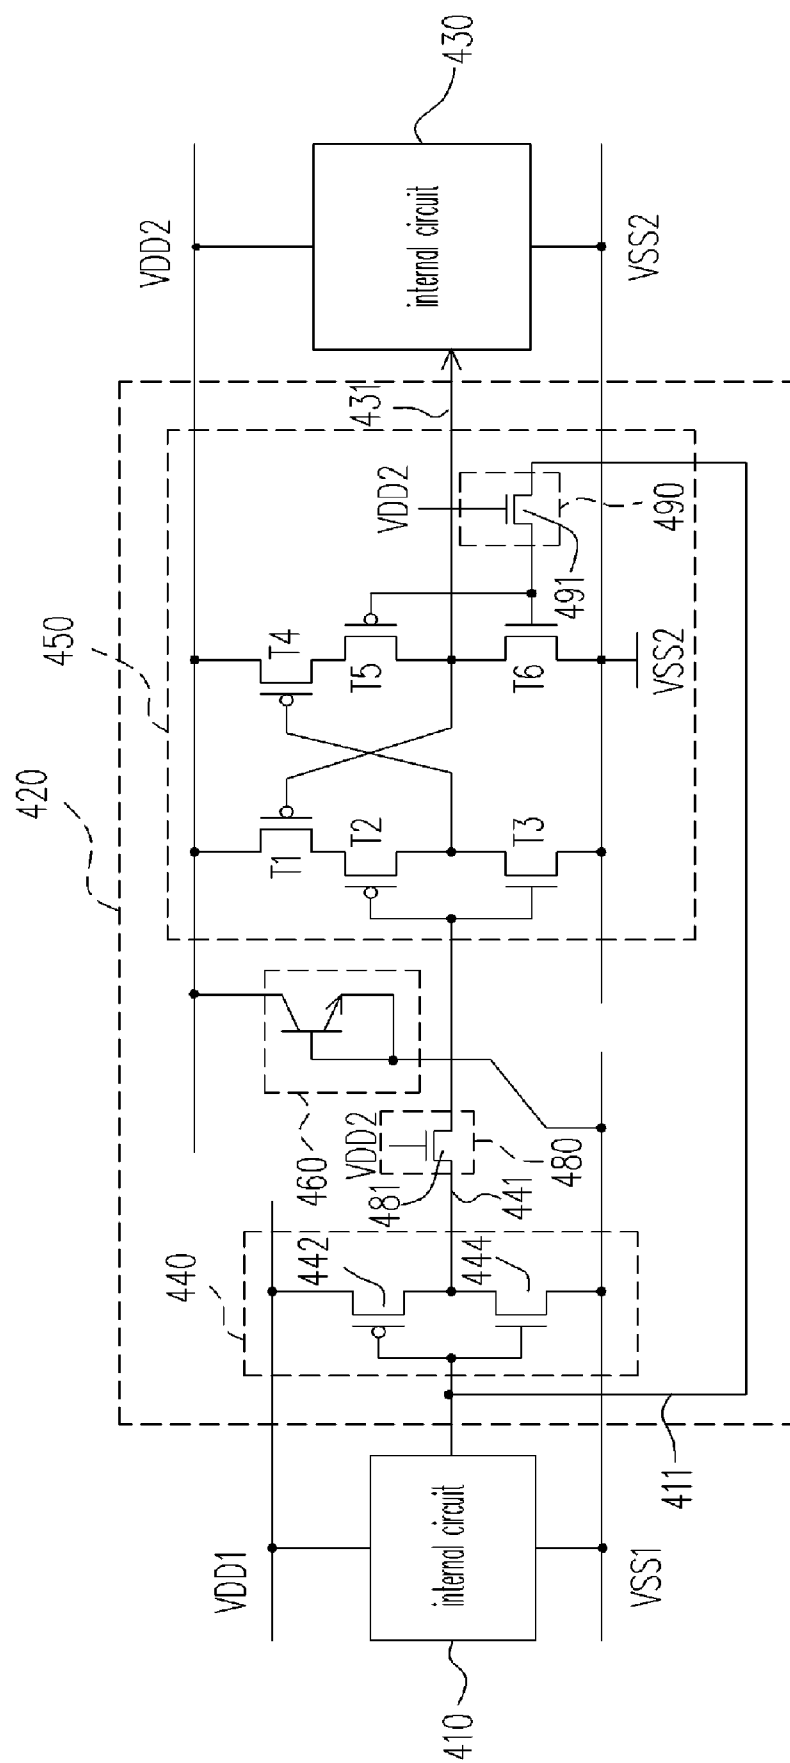 420
450
VDD2
430
internal circuit
VSS2
431
VDD2
490
491
T4
T5
T6
VSS2
T1
T2
T3
460
VDD2
480
481
441
440
442
444
VDD1
internal circuit
VSS1
410
411